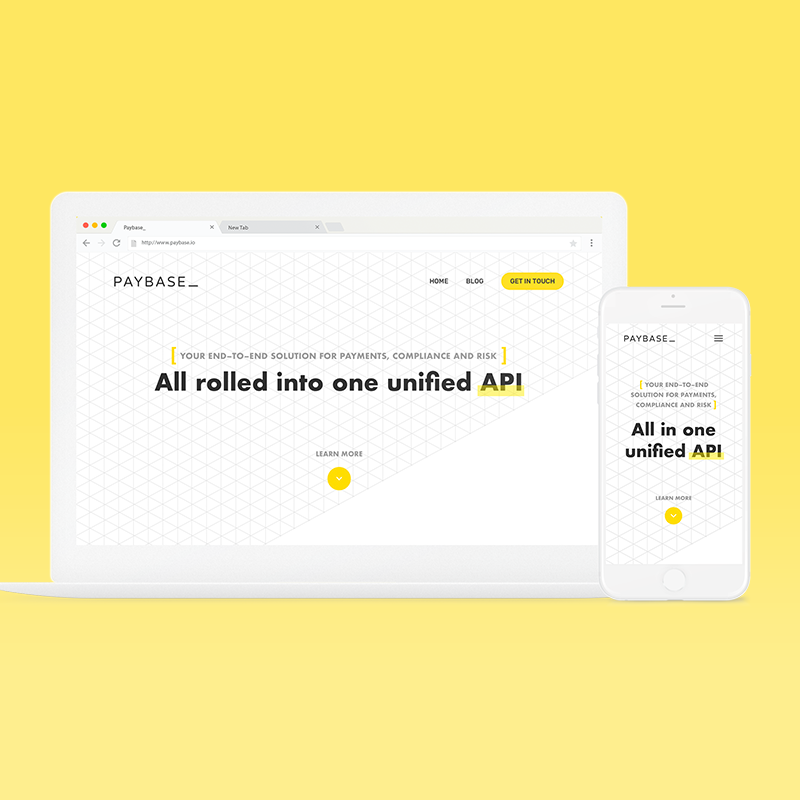 Paybase_
New Tab
http://www.paybase.io
PAYBASE_
HOME
BLOG
GET IN TOUCH
[ YOUR END-TO-END SOLUTION FOR PAYMENTS, COMPLIANCE AND RISK ]
All rolled into one unified API
LEARN MORE
PAYBASE_
[ YOUR END-TO-END
SOLUTION FOR PAYMENTS,
COMPLIANCE AND RISK ]
All in one
unified API
LEARN MORE